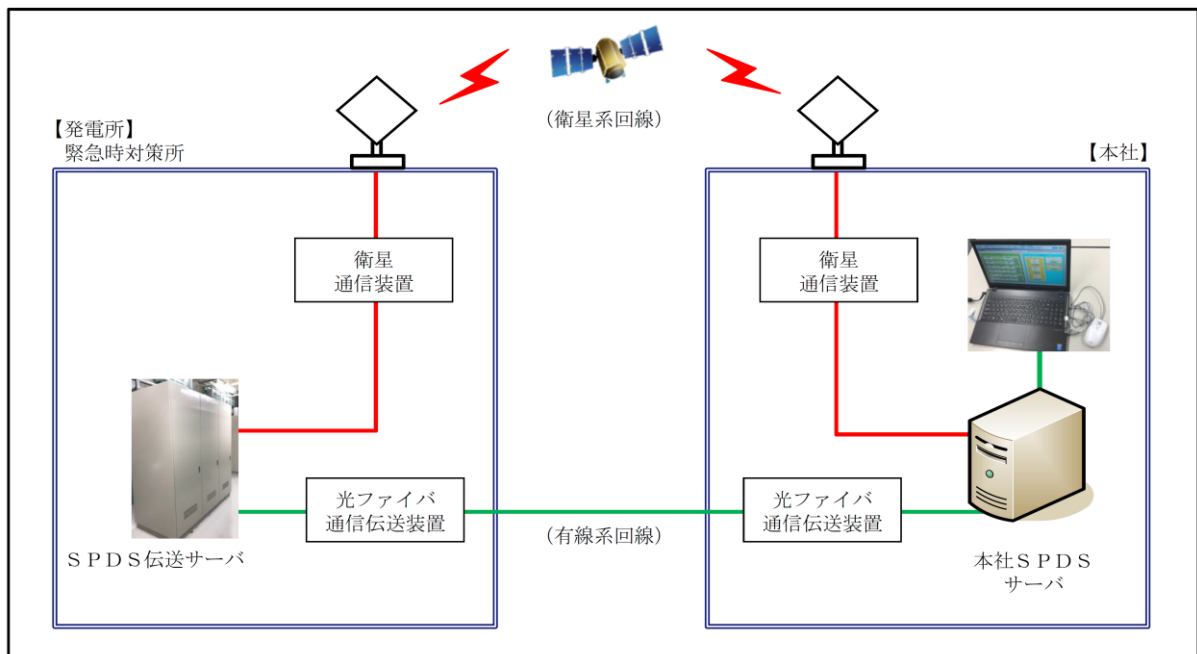 （衛星系回線）
【発電所】
緊急時対策所
【本社】
衛星
通信装置
衛星
通信装置
光ファイバ
通信伝送装置
光ファイバ
通信伝送装置
（有線系回線）
ＳＰＤＳ伝送サーバ
本社ＳＰＤＳ
サーバ